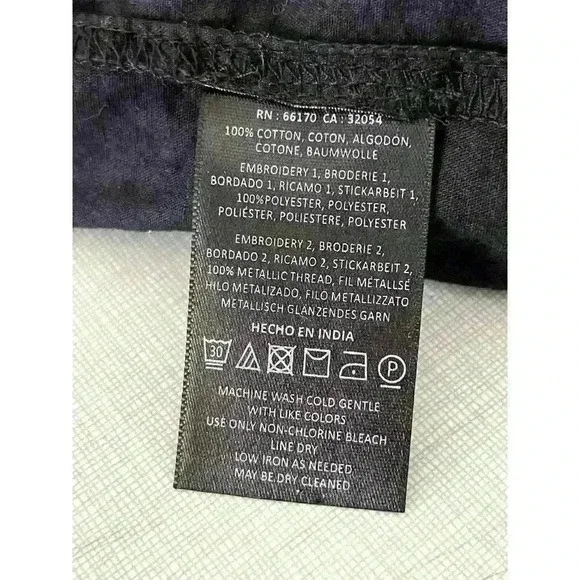 RN : 66170 CA : 32054
100% COTTON, COTON, ALGODÓN,
COTONE, BAUMWOLLE
EMBROIDERY 1, BRODERIE 1,
BORDADO 1, RICAMO 1, STICKARBEIT 1,
100%POLYESTER, POLYESTER,
POLIÉSTER, POLIESTERE, POLYESTER
EMBROIDERY 2, BRODERIE 2,
BORDADO 2, RICAMO 2, STICKARBEIT 2,
100% METALLIC THREAD, FIL MÉTALLSÉ
HILO METALIZADO, FILO METALLIZZATO
METALLISCH GLÄNZENDES GARN
HECHO EN INDIA
30 P
MACHINE WASH COLD GENTLE
WITH LIKE COLORS
USE ONLY NON-CHLORINE BLEACH
LINE DRY
LOW IRON AS NEEDED
MAY BE DRY CLEANED